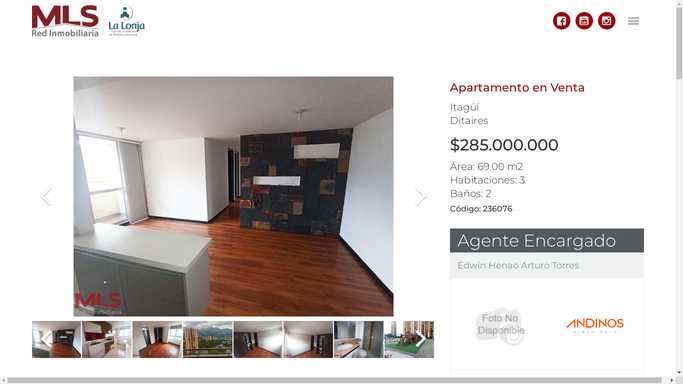 MLS
Red Inmobiliaria
La Lonja
Apartamento en Venta
Itagüí
Ditaires
$285.000.000
Área: 69.00 m2
Habitaciones: 3
Baños: 2
Código: 236076
Agente Encargado
Edwin Henao Arturo Torres
MLS
Foto No
Disponible
ANDINOS